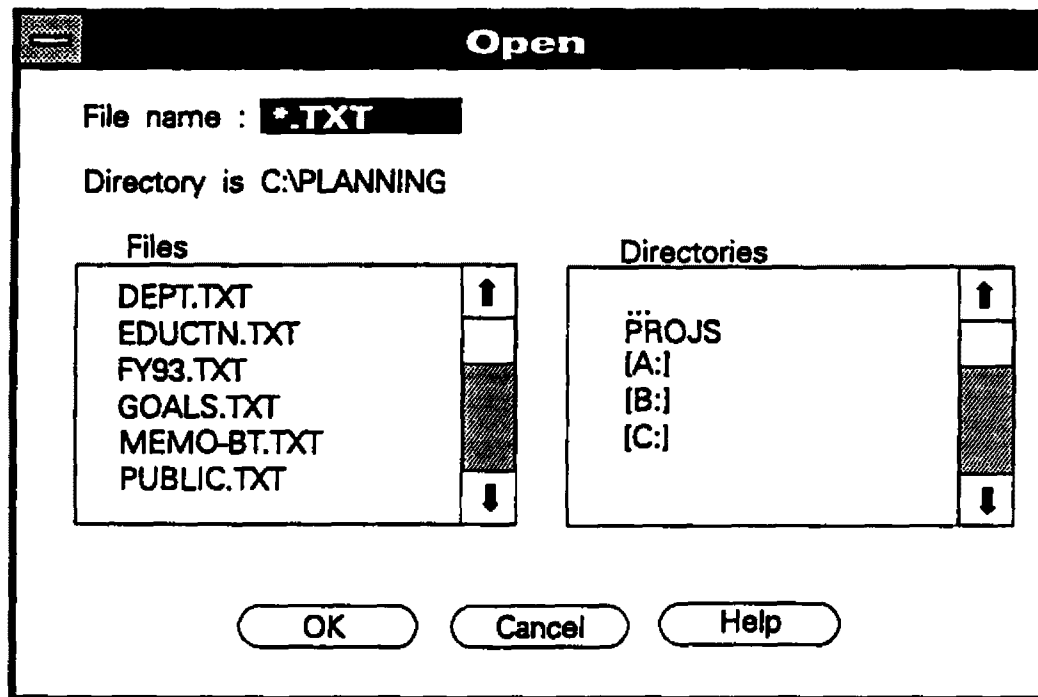 Open
File name : *.TXT
Directory is C:\PLANNING
Files
DEPT.TXT
EDUCTN.TXT
FY93.TXT
GOALS.TXT
MEMO-BT.TXT
PUBLIC.TXT
Directories
...
PROJS
[A:]
[B:]
[C:]
OK Cancel Help